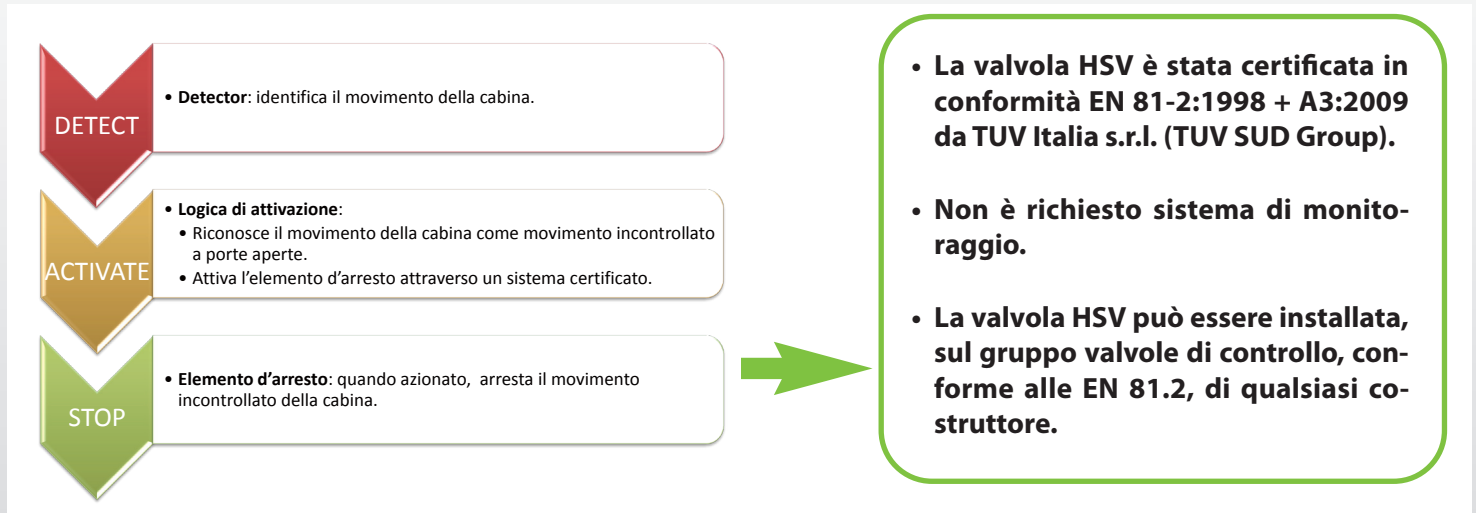 DETECT
• Detector: identifica il movimento della cabina.
ACTIVATE
• Logica di attivazione:
• Riconosce il movimento della cabina come movimento incontrollato
a porte aperte.
• Attiva l'elemento d'arresto attraverso un sistema certificato.
STOP
• Elemento d'arresto: quando azionato, arresta il movimento
incontrollato della cabina.
• La valvola HSV è stata certificata in
conformità EN 81-2:1998 + A3:2009
da TUV Italia s.r.l. (TUV SUD Group).
• Non è richiesto sistema di monito-
raggio.
• La valvola HSV può essere installata,
sul gruppo valvole di controllo, con-
forme alle EN 81.2, di qualsiasi co-
struttore.